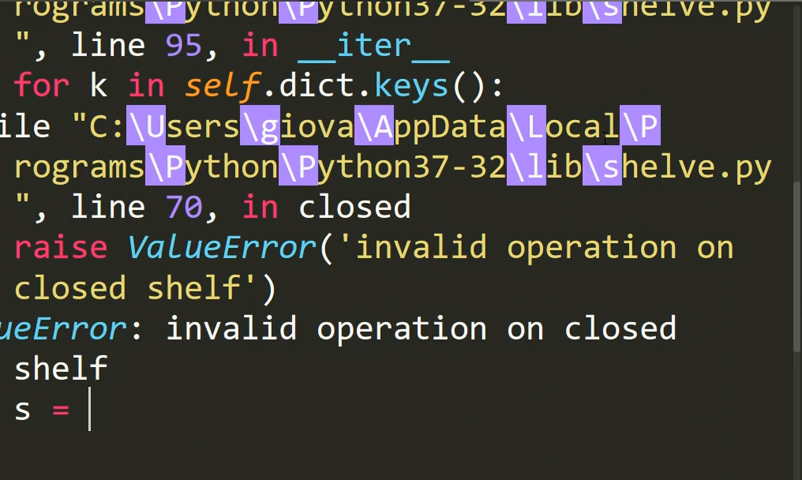 rograms\Python\Python37-32\lib\shelve.py
", line 95, in __iter__
for k in self.dict.keys():
ile "C:\Users\giova\AppData\Local\P
rograms\Python\Python37-32\lib\shelve.py
", line 70, in closed
raise ValueError('invalid operation on
closed shelf')
ueError: invalid operation on closed
shelf
s =